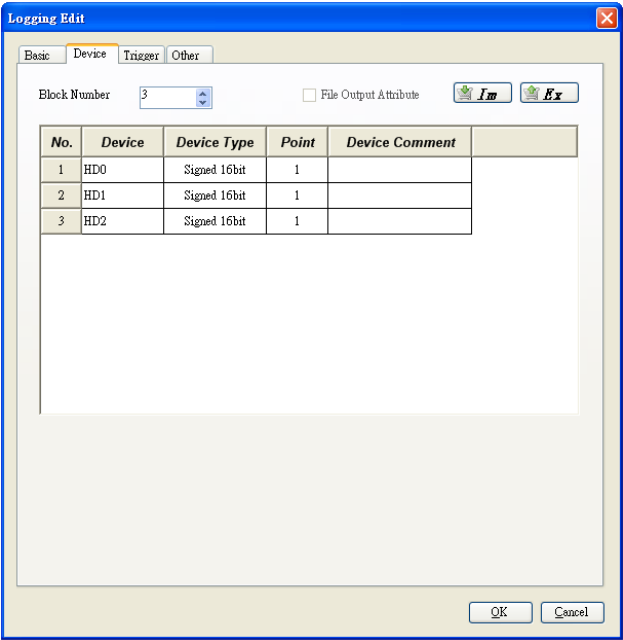 Logging Edit
Basic Device Trigger Other
Block Number 3 File Output Attribute Im Ex
No. Device Device Type Point Device Comment
1 HD0 Signed 16bit 1
2 HD1 Signed 16bit 1
3 HD2 Signed 16bit 1
OK Cancel